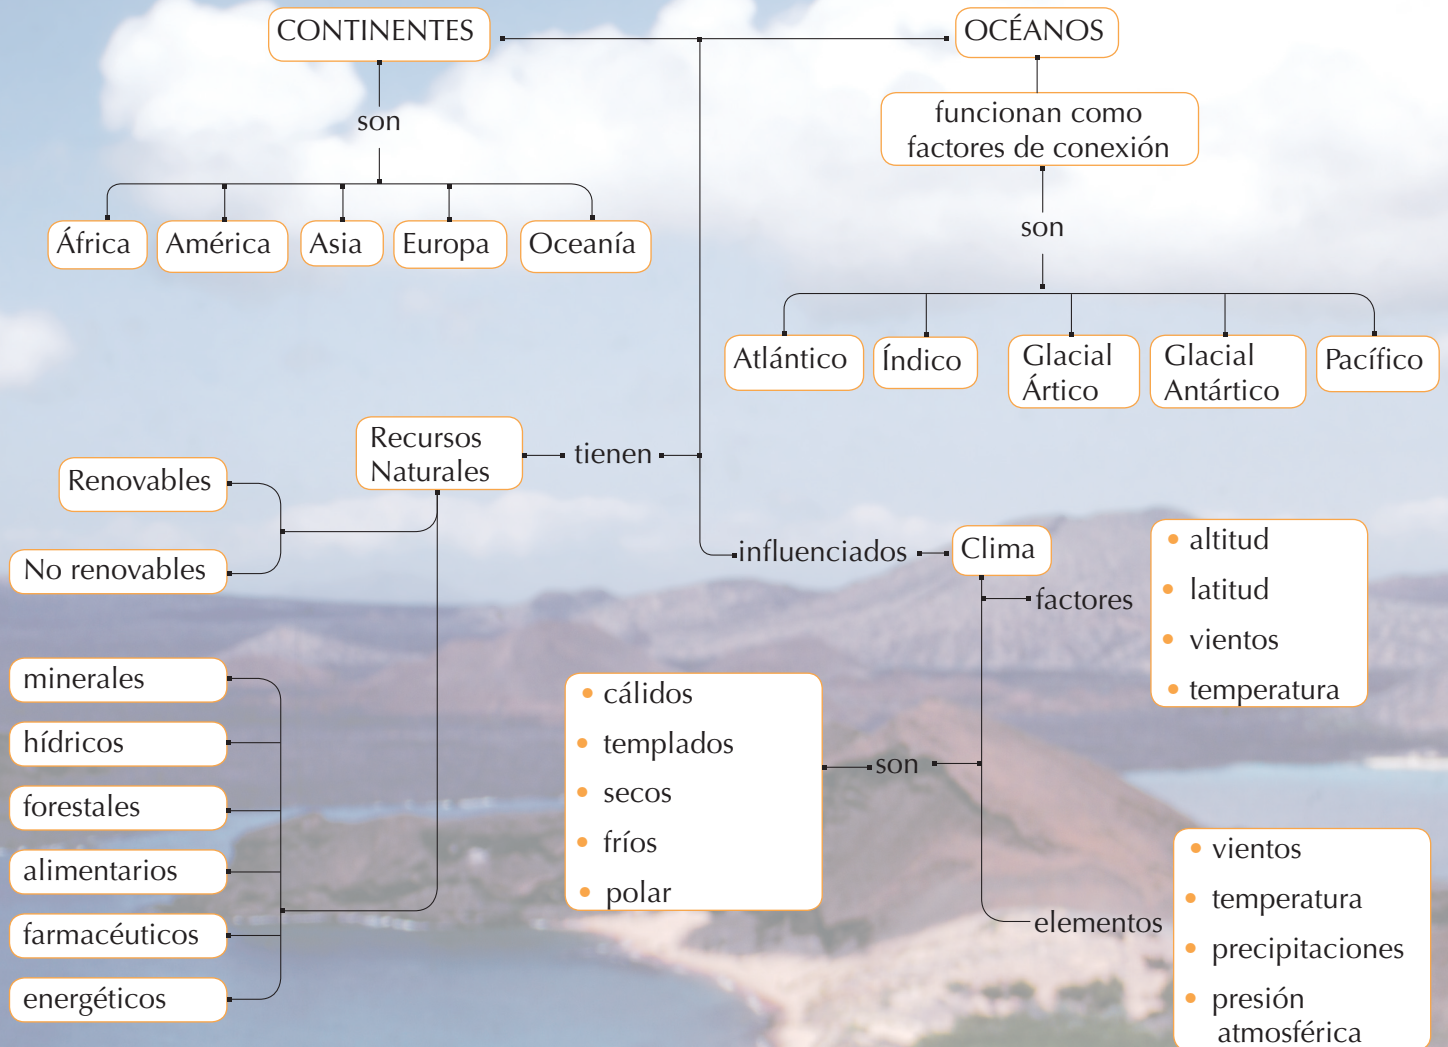 CONTINENTES
OCÉANOS
son
funcionan como
factores de conexión
África
América
Asia
Europa
Oceanía
son
Atlántico
Índico
Glacial
Ártico
Glacial
Antártico
Pacífico
Recursos
Naturales
tienen
Renovables
No renovables
influenciados
Clima
factores
altitud
latitud
vientos
temperatura
minerales
hídricos
forestales
alimentarios
farmacéuticos
energéticos
cálidos
templados
secos
fríos
polar
son
elementos
vientos
temperatura
precipitaciones
presión
atmosférica